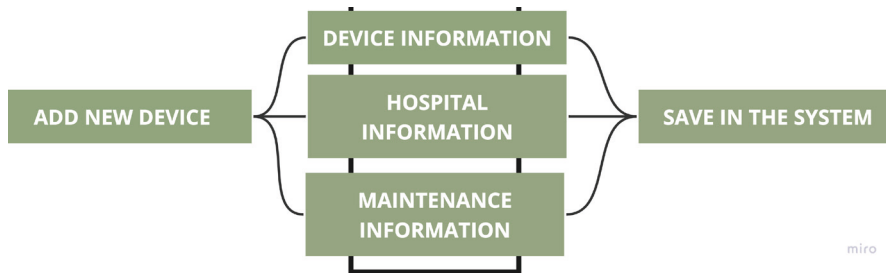 DEVICE INFORMATION
ADD NEW DEVICE
HOSPITAL
INFORMATION
SAVE IN THE SYSTEM
MAINTENANCE
INFORMATION
miro